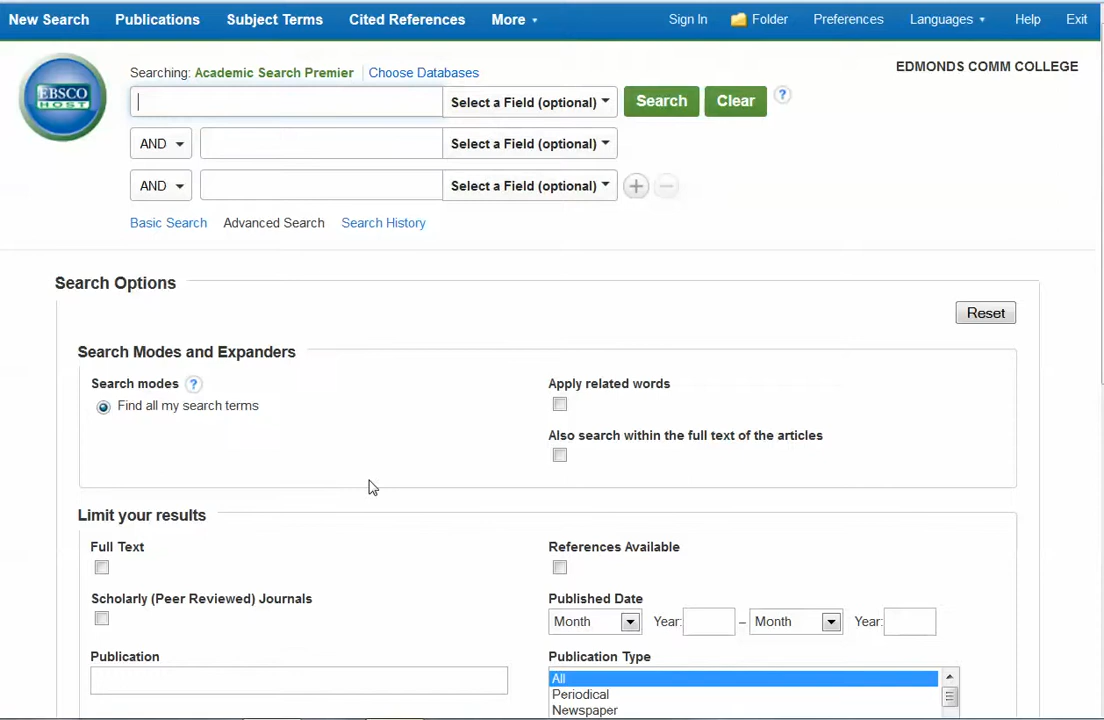 New Search Publications Subject Terms Cited References More Sign In Folder Preferences Languages Help Exit
Searching: Academic Search Premier Choose Databases EDMONDS COMM COLLEGE
EBSCO
HOST
Select a Field (optional) Search Clear ?
AND Select a Field (optional)
AND Select a Field (optional)
Basic Search Advanced Search Search History
Search Options
Reset
Search Modes and Expanders
Search modes ? Apply related words
Find all my search terms
Also search within the full text of the articles
Limit your results
Full Text References Available
Scholarly (Peer Reviewed) Journals Published Date
Month Year: – Month Year:
Publication Publication Type
All
Periodical
Newspaper